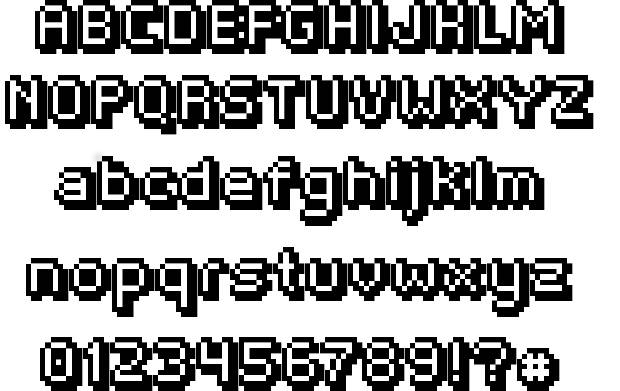 ABCDEFGHIJKLM
NOPQRSTUVWXYZ
abcdefghijklm
nopqrstuvwxyz
0123456789!?